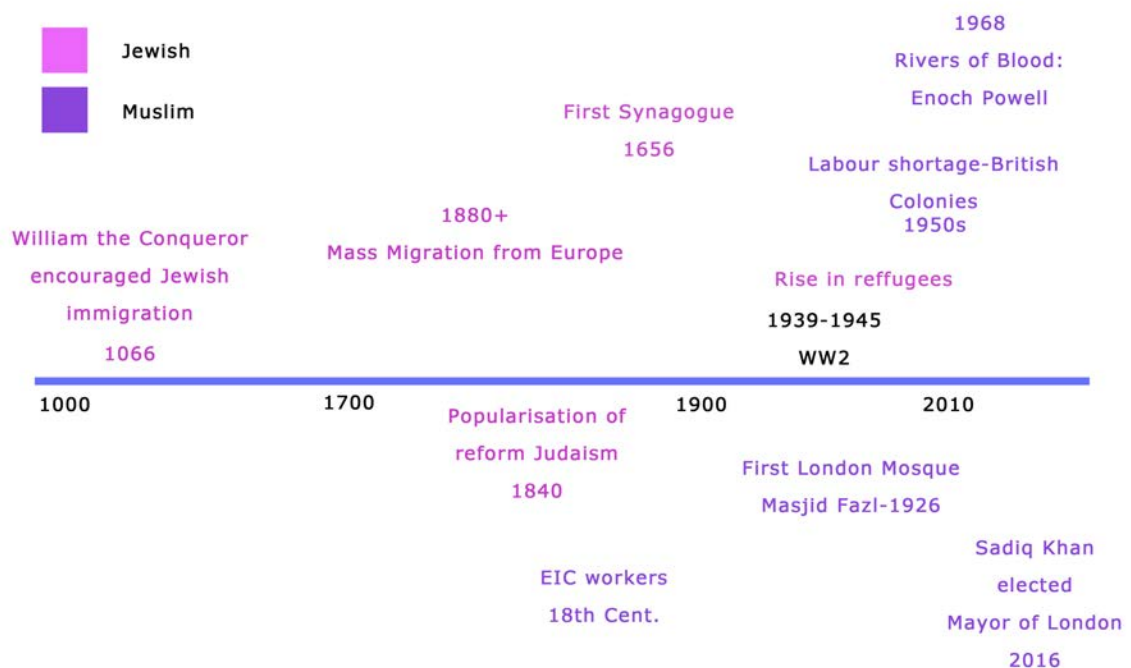 Jewish
Muslim
1968
Rivers of Blood:
Enoch Powell
First Synagogue
1656
Labour shortage-British
Colonies
1950s
1880+
Mass Migration from Europe
William the Conqueror
encouraged Jewish
immigration
1066
Rise in reffugees
1939-1945
WW2
1000
1700
1900
2010
Popularisation of
reform Judaism
1840
First London Mosque
Masjid Fazl-1926
EIC workers
18th Cent.
Sadiq Khan
elected
Mayor of London
2016